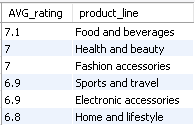 AVG_rating product_line
7.1 Food and beverages
7 Health and beauty
7 Fashion accessories
6.9 Sports and travel
6.9 Electronic accessories
6.8 Home and lifestyle